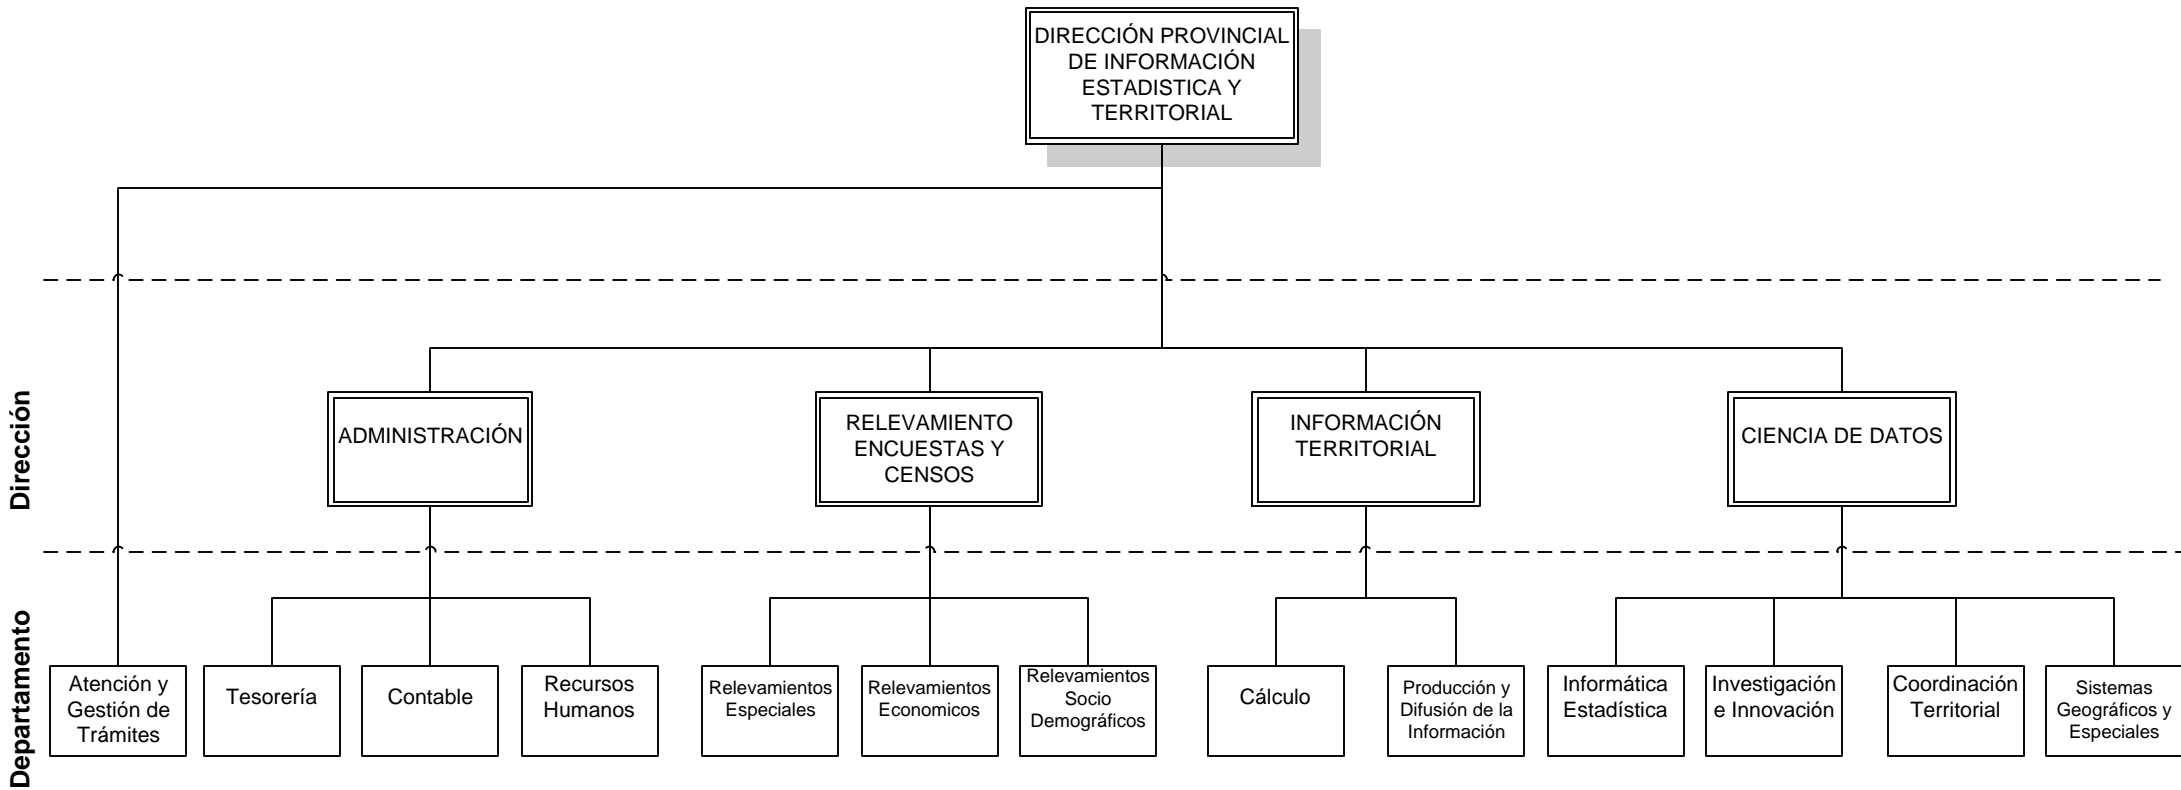 DIRECCIÓN PROVINCIAL
DE INFORMACIÓN
ESTADISTICA Y
TERRITORIAL
Dirección
ADMINISTRACIÓN
RELEVAMIENTO
ENCUESTAS Y
CENSOS
INFORMACIÓN
TERRITORIAL
CIENCIA DE DATOS
Departamento
Atención y
Gestión de
Trámites
Tesorería
Contable
Recursos
Humanos
Relevamientos
Especiales
Relevamientos
Economicos
Relevamientos
Socio
Demográficos
Cálculo
Producción y
Difusión de la
Información
Informática
Estadística
Investigación
e Innovación
Coordinación
Territorial
Sistemas
Geográficos y
Especiales